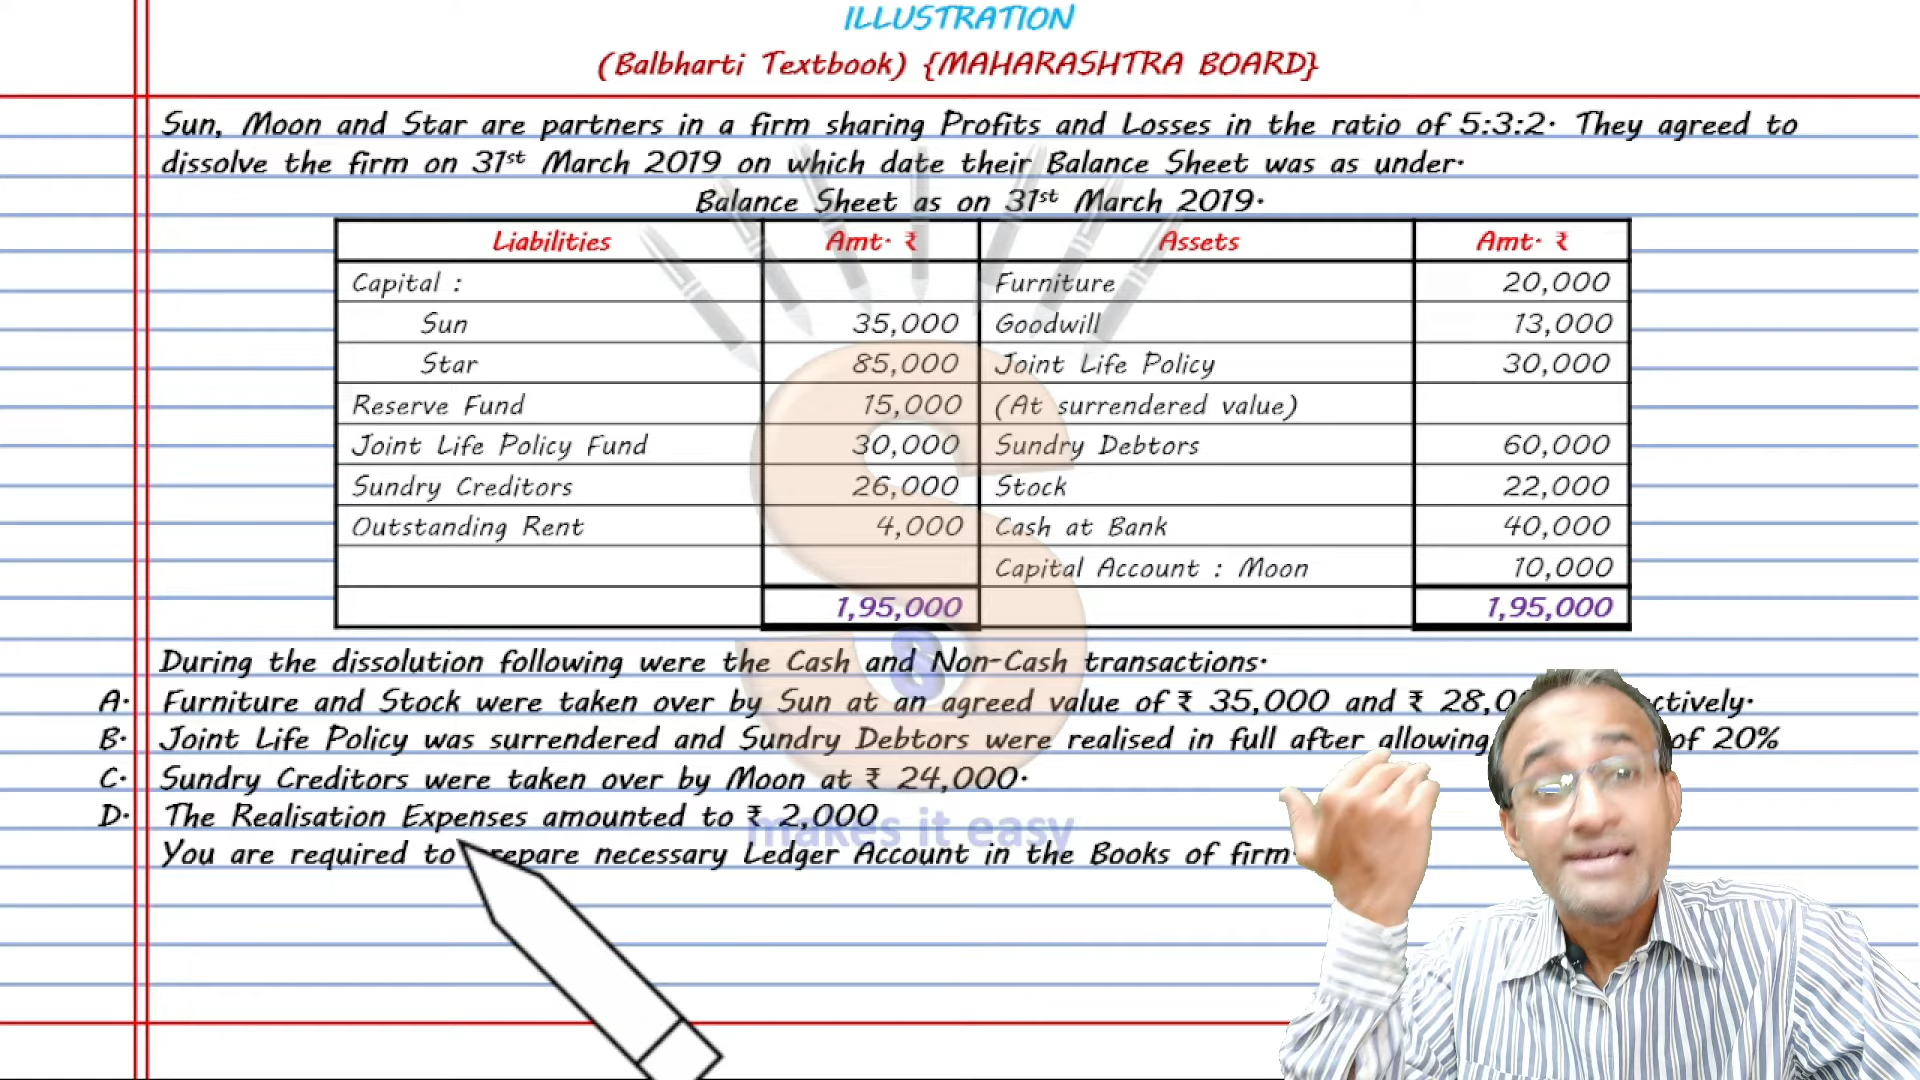 ILLUSTRATION
(Balbharti Textbook) {MAHARASHTRA BOARD}
Sun, Moon and Star are partners in a firm sharing Profits and Losses in the ratio of 5:3:2. They agreed to
dissolve the firm on 31st March 2019 on which date their Balance Sheet was as under.
Balance Sheet as on 31st March 2019.
Liabilities Amt. ₹ Assets Amt. ₹
Capital : Furniture 20,000
Sun 35,000 Goodwill 13,000
Star 85,000 Joint Life Policy 30,000
Reserve Fund 15,000 (At surrendered value)
Joint Life Policy Fund 30,000 Sundry Debtors 60,000
Sundry Creditors 26,000 Stock 22,000
Outstanding Rent 4,000 Cash at Bank 40,000
Capital Account : Moon 10,000
1,95,000 1,95,000
During the dissolution following were the Cash and Non-Cash transactions.
A. Furniture and Stock were taken over by Sun at an agreed value of ₹ 35,000 and ₹
B. Joint Life Policy was surrendered and Sundry Debtors were realised in full after allowing of 20%
C. Sundry Creditors were taken over by Moon at ₹ 24,000.
D. The Realisation Expenses amounted to ₹ 2,000
makes it easy
You are required to necessary Ledger Account in the Books of firm.